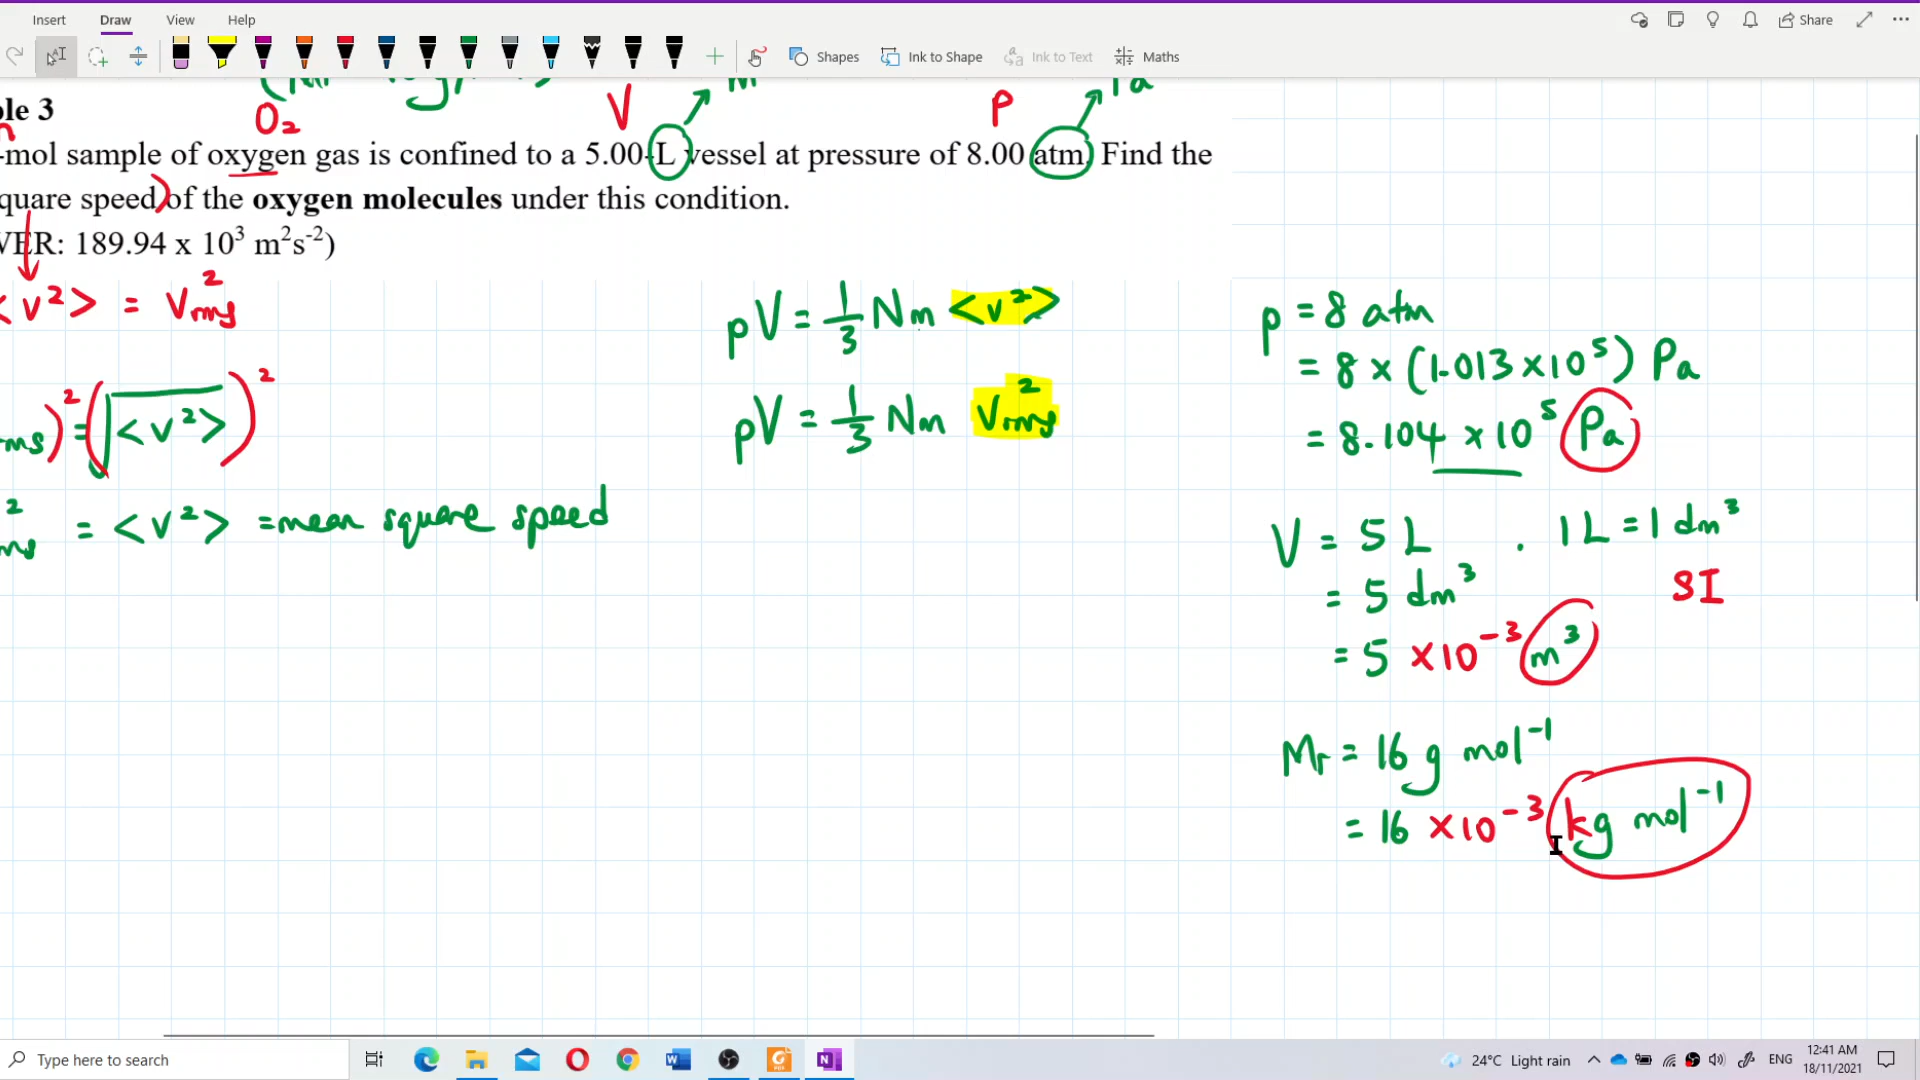 Insert Draw View Help Share
Shapes Ink to Shape Ink to Text Maths
O₂ V P
ple 3
-mol sample of oxygen gas is confined to a 5.00-L vessel at pressure of 8.00 atm. Find the
quare speed of the oxygen molecules under this condition.
WER: 189.94 x 10³ m²s⁻²)
<v²> = Vrms²
pV = 1/3 Nm <v²>
ms)² = (√<v²>)²
pV = 1/3 Nm Vrms²
ms² = <v²> = mean square speed
p = 8 atm
= 8 × (1.013×10⁵) Pa
= 8.104 ×10⁵ Pa
V = 5 L . 1 L = 1 dm³
= 5 dm³ SI
= 5 ×10⁻³ m³
Mr = 16 g mol⁻¹
= 16 ×10⁻³ kg mol⁻¹
Type here to search
24°C Light rain ENG 12:41 AM
18/11/2021